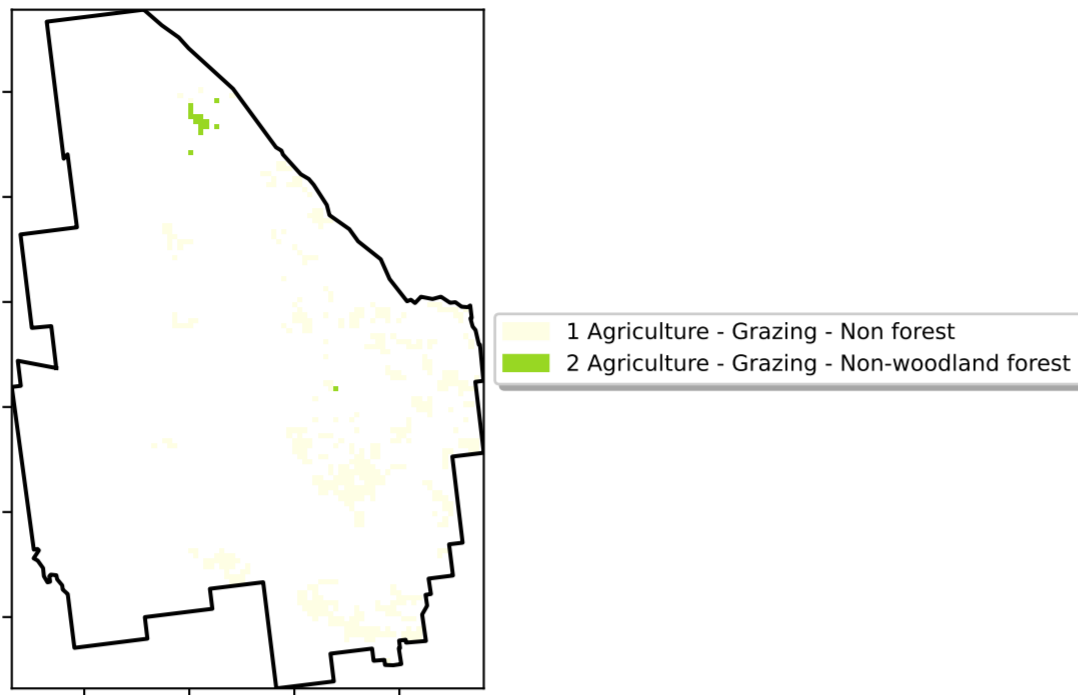 1 Agriculture - Grazing - Non forest
2 Agriculture - Grazing - Non-woodland forest